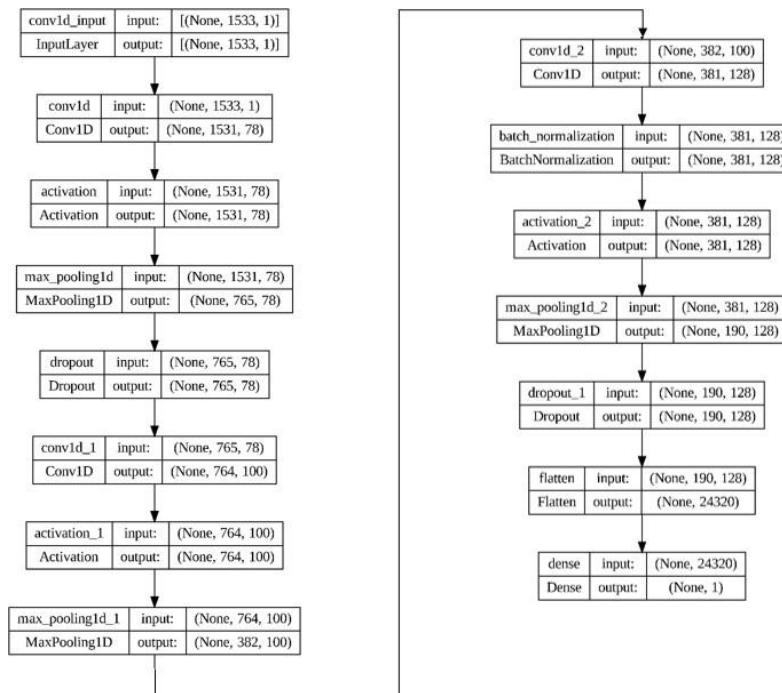 conv1d_input input: [(None, 1533, 1)]
InputLayer output: [(None, 1533, 1)]
conv1d input: (None, 1533, 1)
Conv1D output: (None, 1531, 78)
activation input: (None, 1531, 78)
Activation output: (None, 1531, 78)
max_pooling1d input: (None, 1531, 78)
MaxPooling1D output: (None, 765, 78)
dropout input: (None, 765, 78)
Dropout output: (None, 765, 78)
conv1d_1 input: (None, 765, 78)
Conv1D output: (None, 764, 100)
activation_1 input: (None, 764, 100)
Activation output: (None, 764, 100)
max_pooling1d_1 input: (None, 764, 100)
MaxPooling1D output: (None, 382, 100)
conv1d_2 input: (None, 382, 100)
Conv1D output: (None, 381, 128)
batch_normalization input: (None, 381, 128)
BatchNormalization output: (None, 381, 128)
activation_2 input: (None, 381, 128)
Activation output: (None, 381, 128)
max_pooling1d_2 input: (None, 381, 128)
MaxPooling1D output: (None, 190, 128)
dropout_1 input: (None, 190, 128)
Dropout output: (None, 190, 128)
flatten input: (None, 190, 128)
Flatten output: (None, 24320)
dense input: (None, 24320)
Dense output: (None, 1)